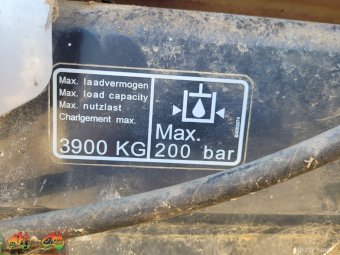 Max. laadvermogen
Max. load capacity
Max. nutzlast
Charlgement max.
3900 KG
Max.
200 bar